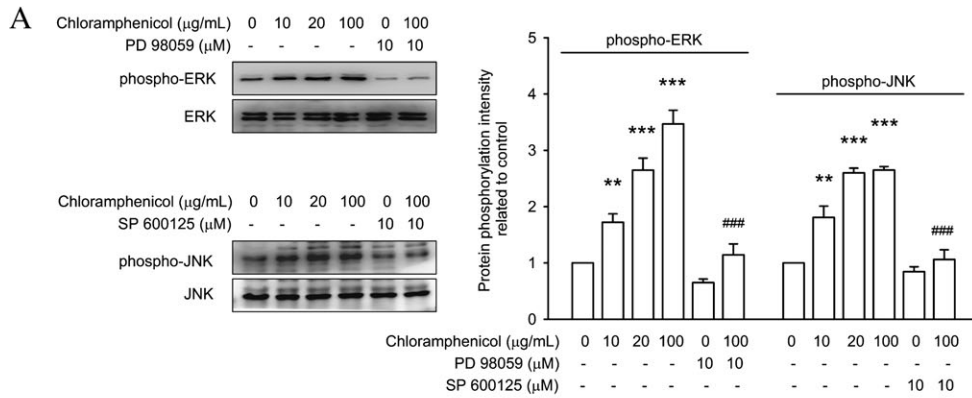 A
Chloramphenicol (μg/mL) 0 10 20 100 0 100
PD 98059 (μM) - - - - 10 10
phospho-ERK
ERK
Chloramphenicol (μg/mL) 0 10 20 100 0 100
SP 600125 (μM) - - - - 10 10
phospho-JNK
JNK
Protein phosphorylation intensity
related to control
5
4
3
2
1
0
phospho-ERK
** *** *** ###
phospho-JNK
** *** *** ###
Chloramphenicol (μg/mL) 0 10 20 100 0 100 0 10 20 100 0 100
PD 98059 (μM) - - - - 10 10 - - - - - -
SP 600125 (μM) - - - - - - - - - - 10 10